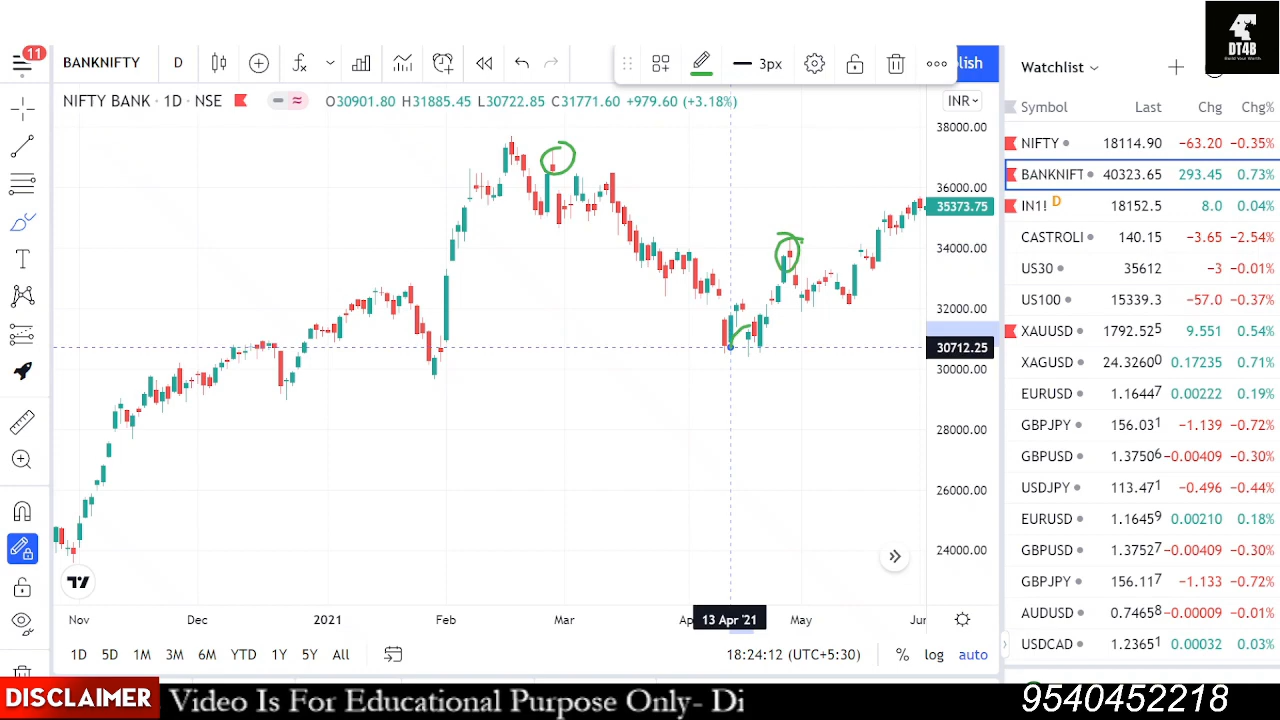 11
BANKNIFTY D
3px
lish
DT4B
Build Your Worth.
NIFTY BANK · 1D · NSE
O30901.80 H31885.45 L30722.85 C31771.60 +979.60 (+3.18%)
INR
38000.00
36000.00
35373.75
34000.00
32000.00
30712.25
30000.00
28000.00
26000.00
24000.00
Nov Dec 2021 Feb Mar Ap 13 Apr '21 May Jun
1D 5D 1M 3M 6M YTD 1Y 5Y All
18:24:12 (UTC+5:30) % log auto
Watchlist
Symbol Last Chg Chg%
NIFTY 18114.90 −63.20 −0.35%
BANKNIFT 40323.65 293.45 0.73%
IN1! D 18152.5 8.0 0.04%
CASTROLI 140.15 −3.65 −2.54%
US30 35612 −3 −0.01%
US100 15339.3 −57.0 −0.37%
XAUUSD 1792.525 9.551 0.54%
XAGUSD 24.32600 0.17235 0.71%
EURUSD 1.16447 0.00222 0.19%
GBPJPY 156.031 −1.139 −0.72%
GBPUSD 1.37506 −0.00409 −0.30%
USDJPY 113.471 −0.496 −0.44%
EURUSD 1.16459 0.00210 0.18%
GBPUSD 1.37527 −0.00409 −0.30%
GBPJPY 156.117 −1.133 −0.72%
AUDUSD 0.74658 −0.00009 −0.01%
USDCAD 1.23651 0.00032 0.03%
DISCLAIMER Video Is For Educational Purpose Only- Di
9540452218